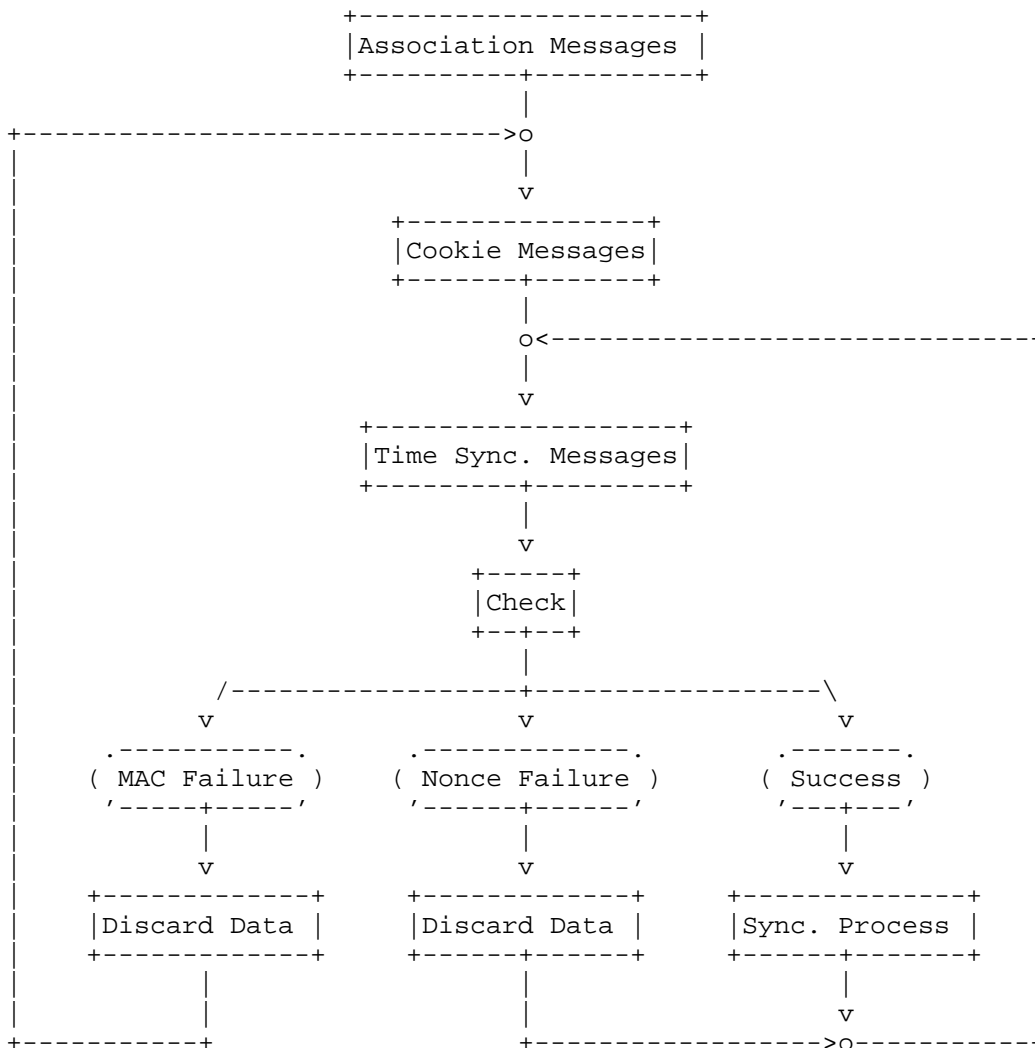 Association Messages
Cookie Messages
Time Sync. Messages
Check
( MAC Failure ) ( Nonce Failure ) ( Success )
Discard Data Discard Data Sync. Process